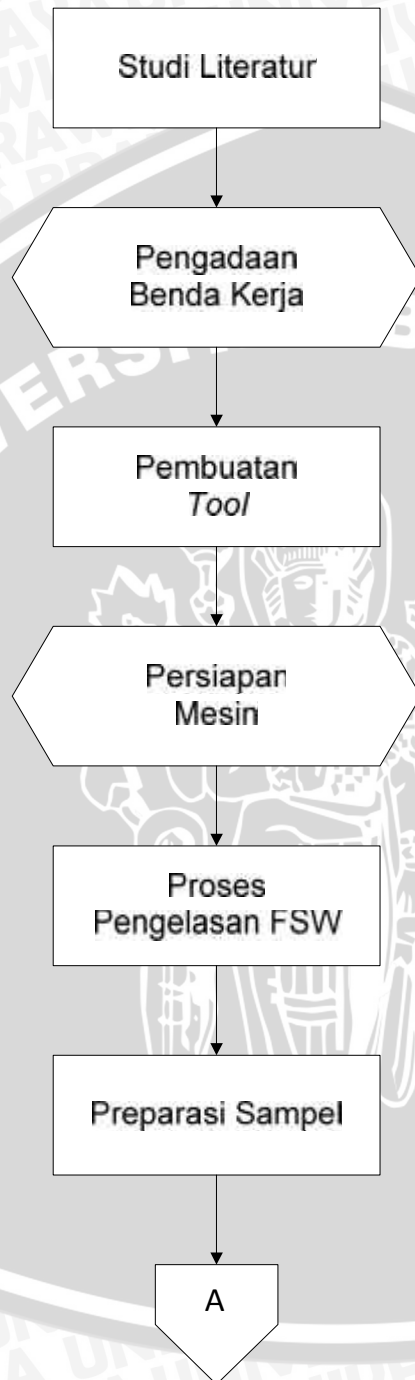 Studi Literatur
Pengadaan
Benda Kerja
Pembuatan
Tool
Persiapan
Mesin
Proses
Pengelasan FSW
Preparasi Sampel
A